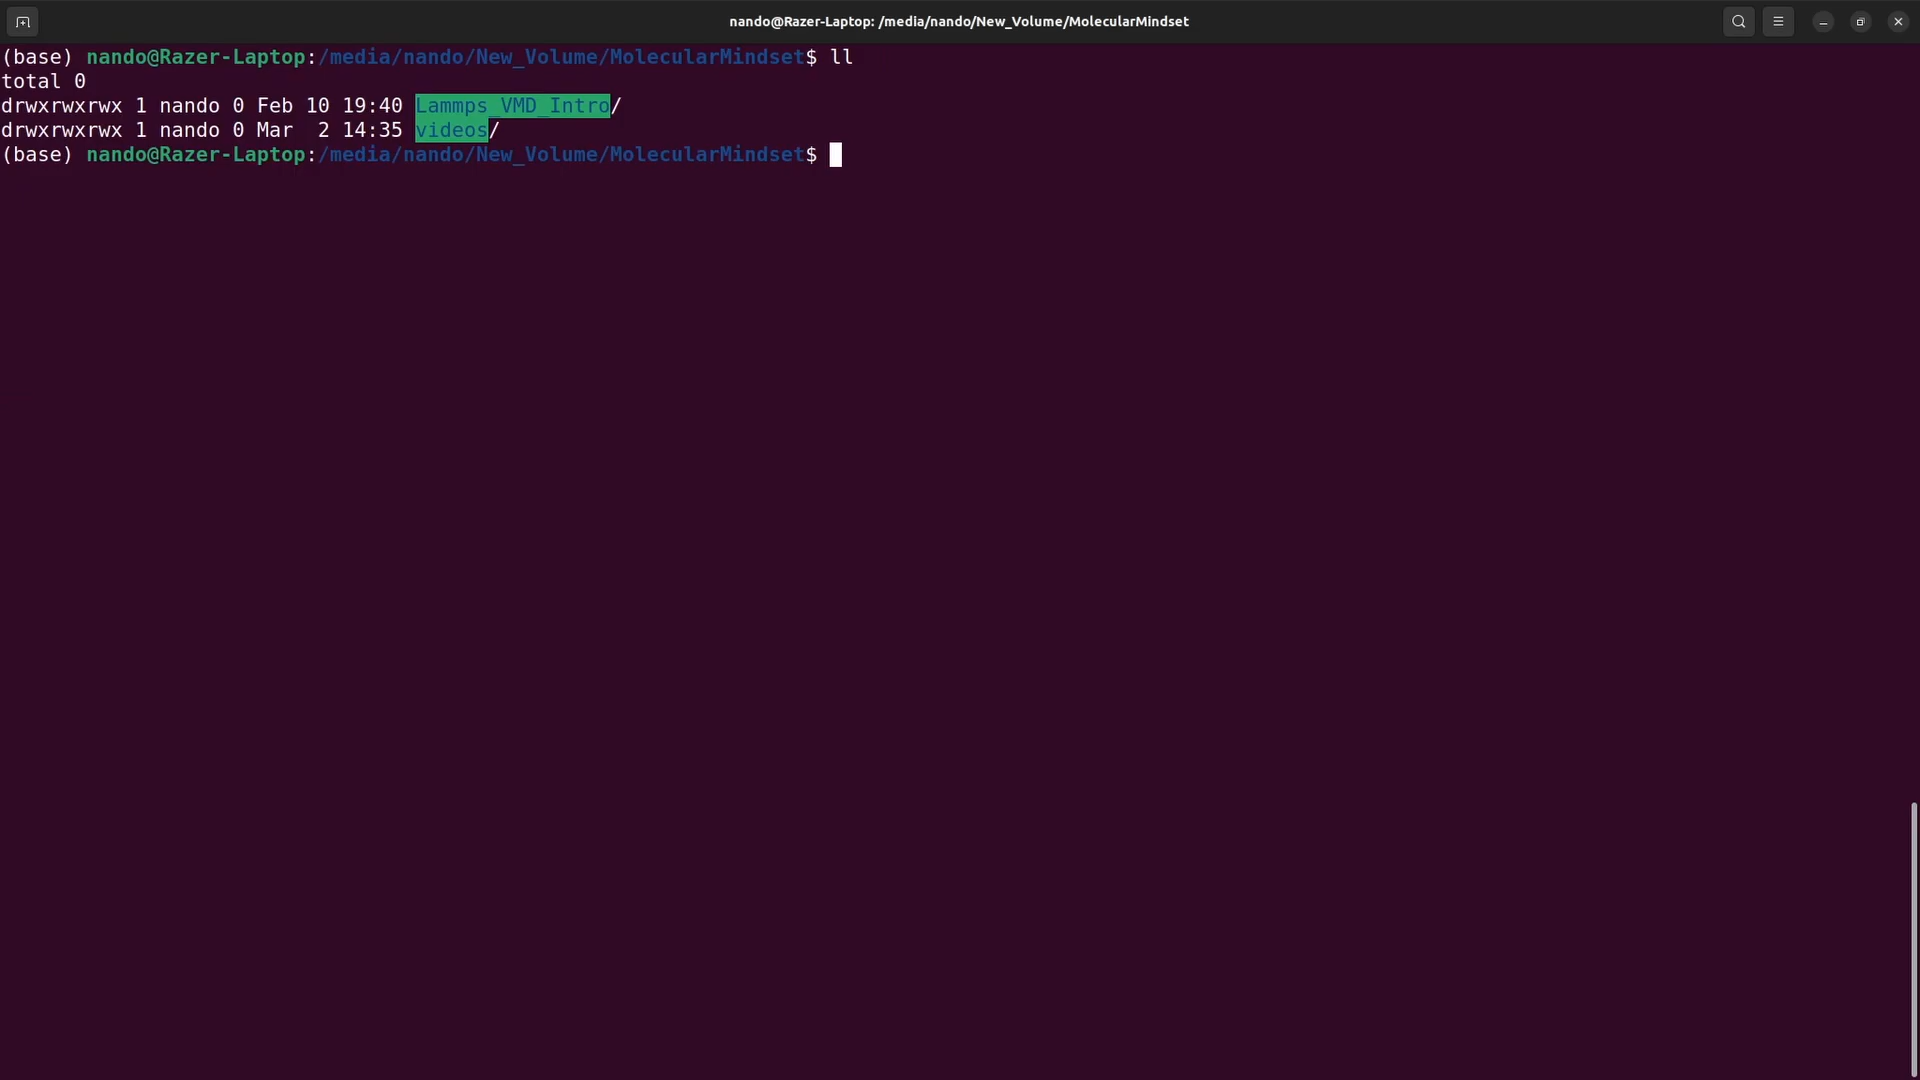 nando@Razer-Laptop: /media/nando/New_Volume/MolecularMindset
(base) nando@Razer-Laptop:/media/nando/New_Volume/MolecularMindset$ ll
total 0
drwxrwxrwx 1 nando 0 Feb 10 19:40 Lammps_VMD_Intro/
drwxrwxrwx 1 nando 0 Mar  2 14:35 videos/
(base) nando@Razer-Laptop:/media/nando/New_Volume/MolecularMindset$